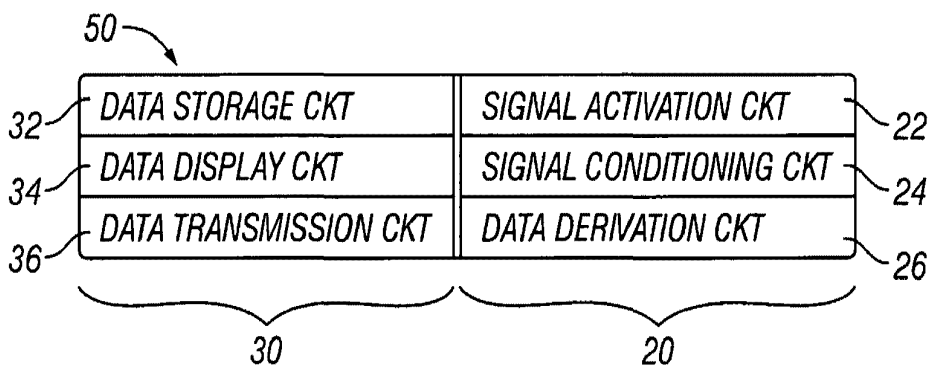 50
32 DATA STORAGE CKT SIGNAL ACTIVATION CKT 22
34 DATA DISPLAY CKT SIGNAL CONDITIONING CKT 24
36 DATA TRANSMISSION CKT DATA DERIVATION CKT 26
30 20